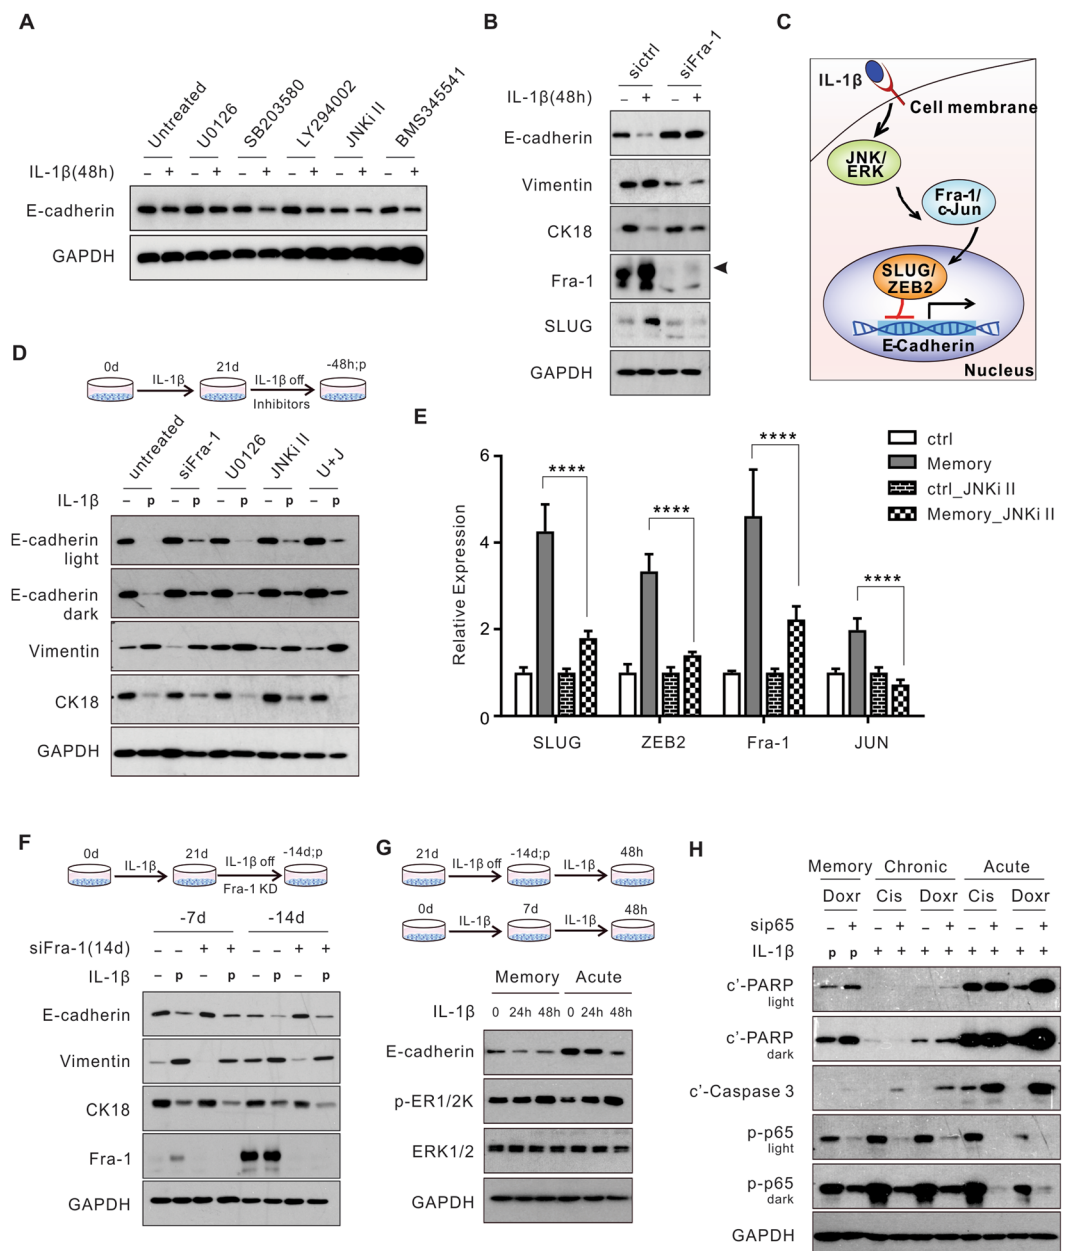 A
Untreated
U0126
SB203580
LY294002
JNKi II
BMS345541
IL-1β(48h)
– + – + – + – + – + – +
E-cadherin
GAPDH
B
sictrl siFra-1
IL-1β(48h) – + – +
E-cadherin
Vimentin
CK18
Fra-1
SLUG
GAPDH
C
IL-1β
Cell membrane
JNK/
ERK
Fra-1/
c-Jun
SLUG/
ZEB2
E-Cadherin
Nucleus
D
0d 21d -48h;p
IL-1β IL-1β off
Inhibitors
untreated
siFra-1
U0126
JNKi II
U+J
IL-1β – p – p – p – p – p
E-cadherin
light
E-cadherin
dark
Vimentin
CK18
GAPDH
E
ctrl
Memory
ctrl_JNKi II
Memory_JNKi II
Relative Expression
6
4
2
0
**** **** **** ****
SLUG ZEB2 Fra-1 JUN
F
0d 21d -14d;p
IL-1β IL-1β off
Fra-1 KD
-7d -14d
siFra-1(14d) – – + + – – + +
IL-1β – p – p – p – p
E-cadherin
Vimentin
CK18
Fra-1
GAPDH
G
21d IL-1β off -14d;p IL-1β 48h
0d 7d 48h
IL-1β IL-1β
Memory Acute
IL-1β 0 24h 48h 0 24h 48h
E-cadherin
p-ER1/2K
ERK1/2
GAPDH
H
Memory Chronic Acute
Doxr Cis Doxr Cis Doxr
sip65 – + – + – + – + – +
IL-1β p p + + + + + + + +
c'-PARP
light
c'-PARP
dark
c'-Caspase 3
p-p65
light
p-p65
dark
GAPDH